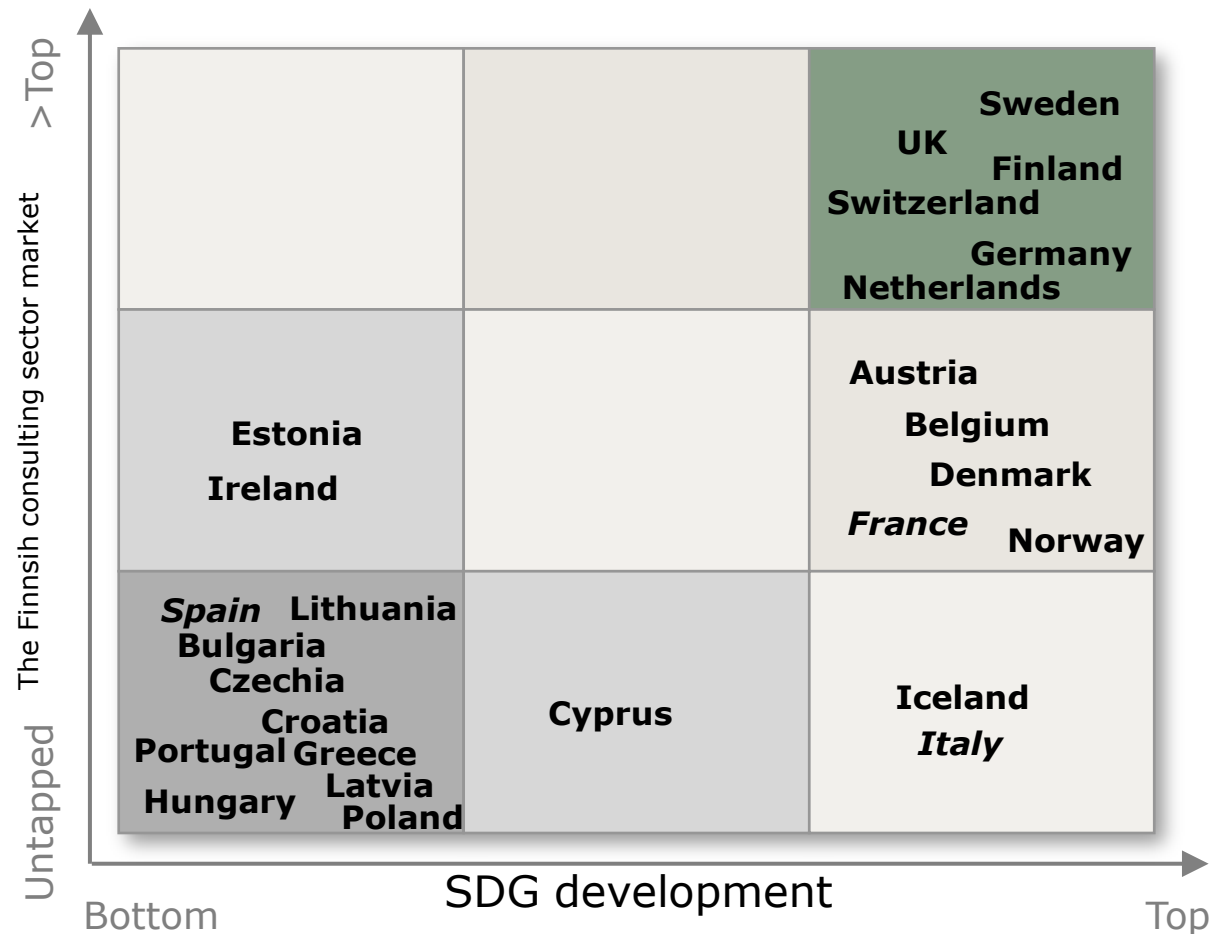 >Top
The Finnsih consulting sector market
Untapped
Sweden
UK
Finland
Switzerland
Germany
Netherlands
Estonia
Ireland
Austria
Belgium
Denmark
France
Norway
Spain Lithuania
Bulgaria
Czechia
Croatia
Portugal Greece
Latvia
Hungary
Poland
Cyprus
Iceland
Italy
SDG development
Bottom
Top